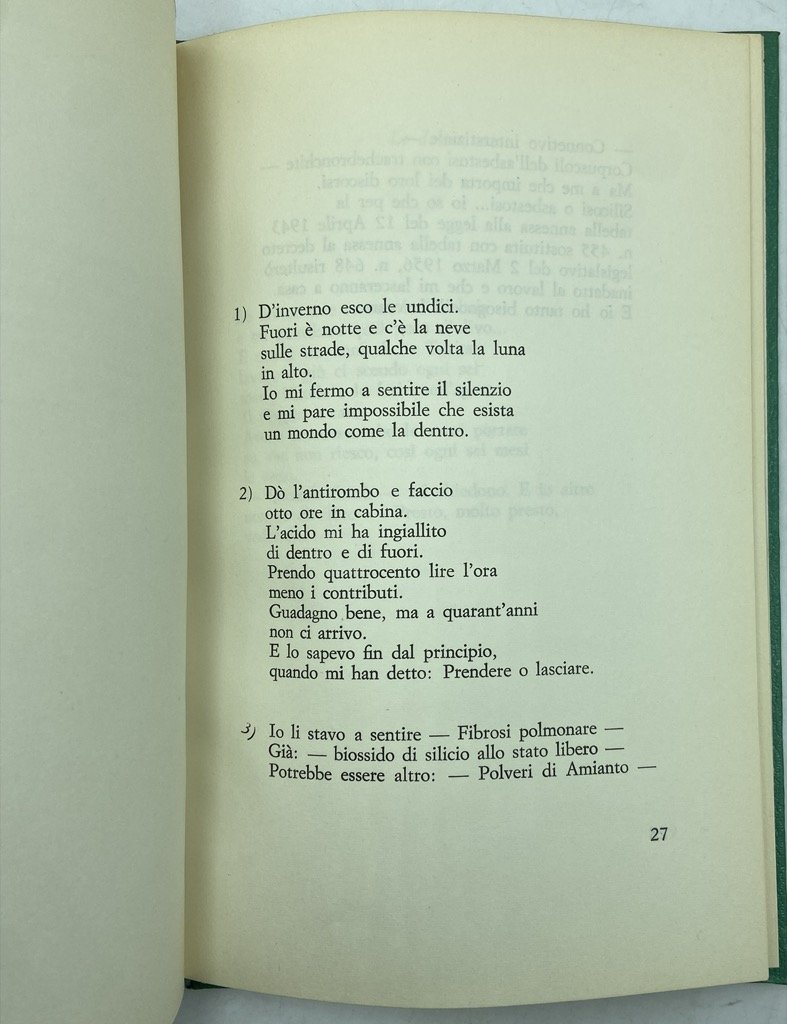 1) D'inverno esco le undici.
Fuori è notte e c'è la neve
sulle strade, qualche volta la luna
in alto.
Io mi fermo a sentire il silenzio
e mi pare impossibile che esista
un mondo come la dentro.
2) Dò l'antirombo e faccio
otto ore in cabina.
L'acido mi ha ingiallito
di dentro e di fuori.
Prendo quattrocento lire l'ora
meno i contributi.
Guadagno bene, ma a quarant'anni
non ci arrivo.
E lo sapevo fin dal principio,
quando mi han detto: Prendere o lasciare.
3) Io li stavo a sentire — Fibrosi polmonare —
Già: — biossido di silicio allo stato libero —
Potrebbe essere altro: — Polveri di Amianto —
27